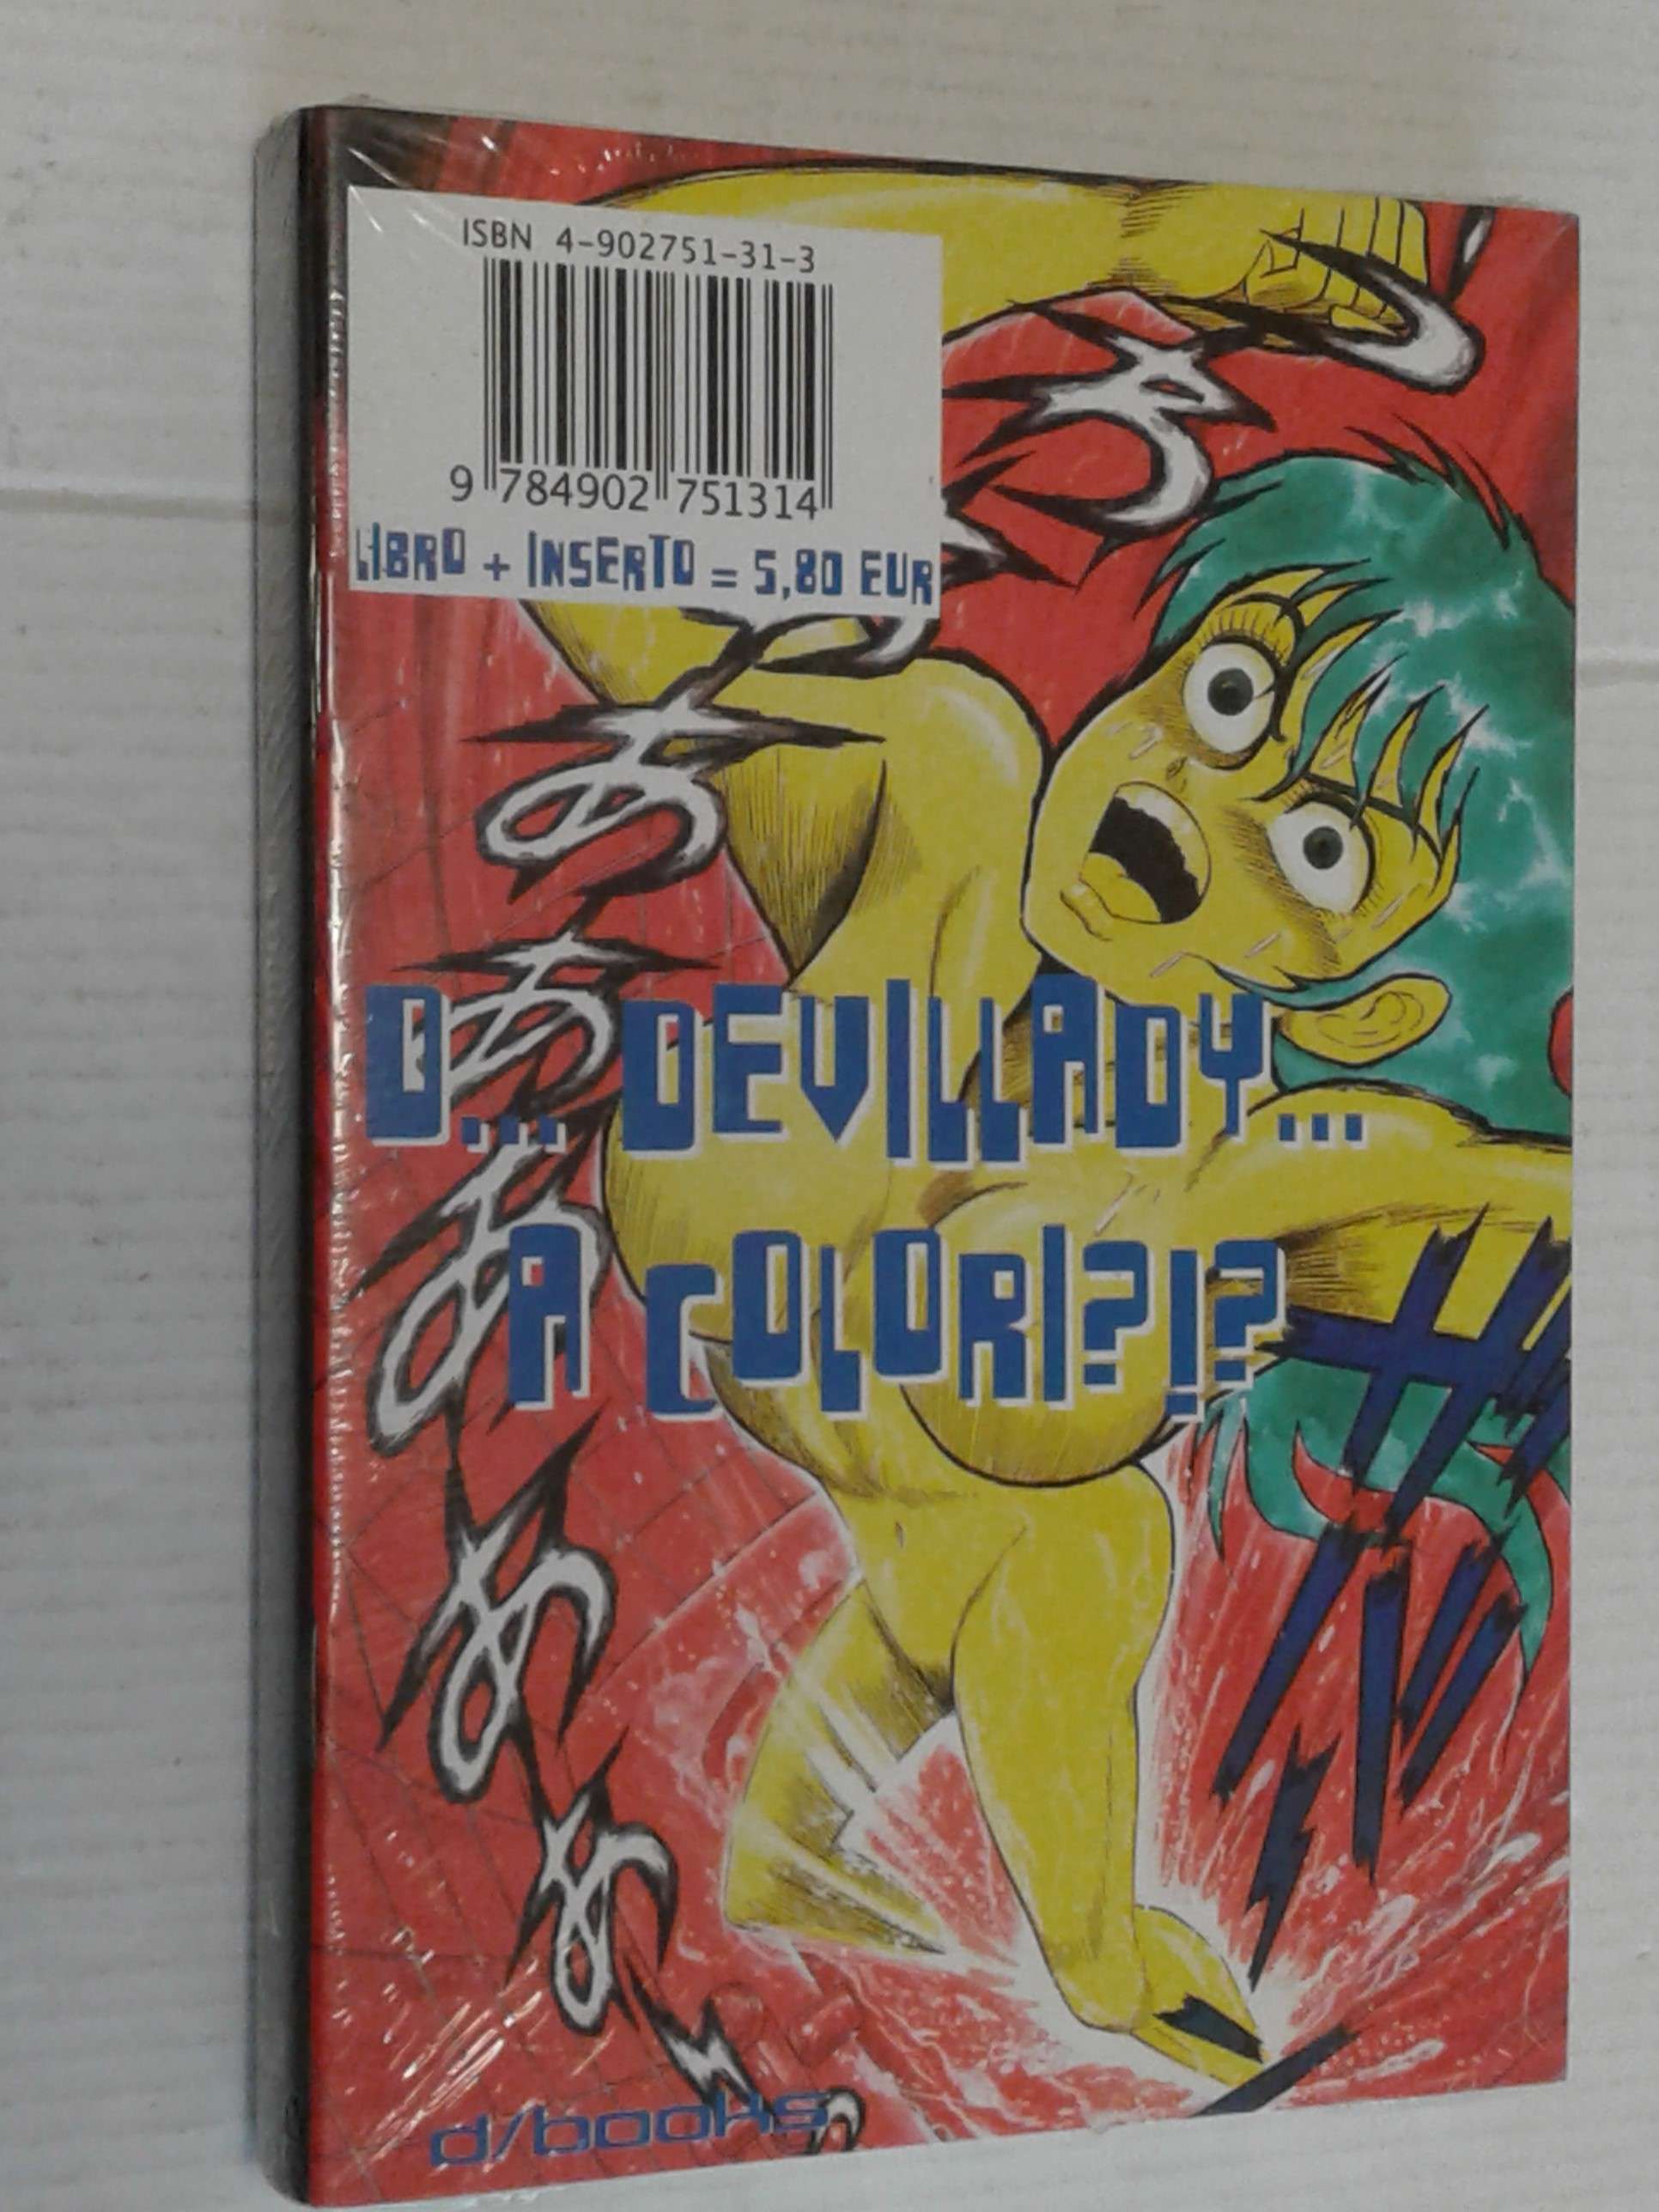 ISBN 4-902751-31-3
9 784902 751314
LIBRO + INSERTO = 5,80 EUR
D... DEVILLADY...
A COLORI?!?
d/books